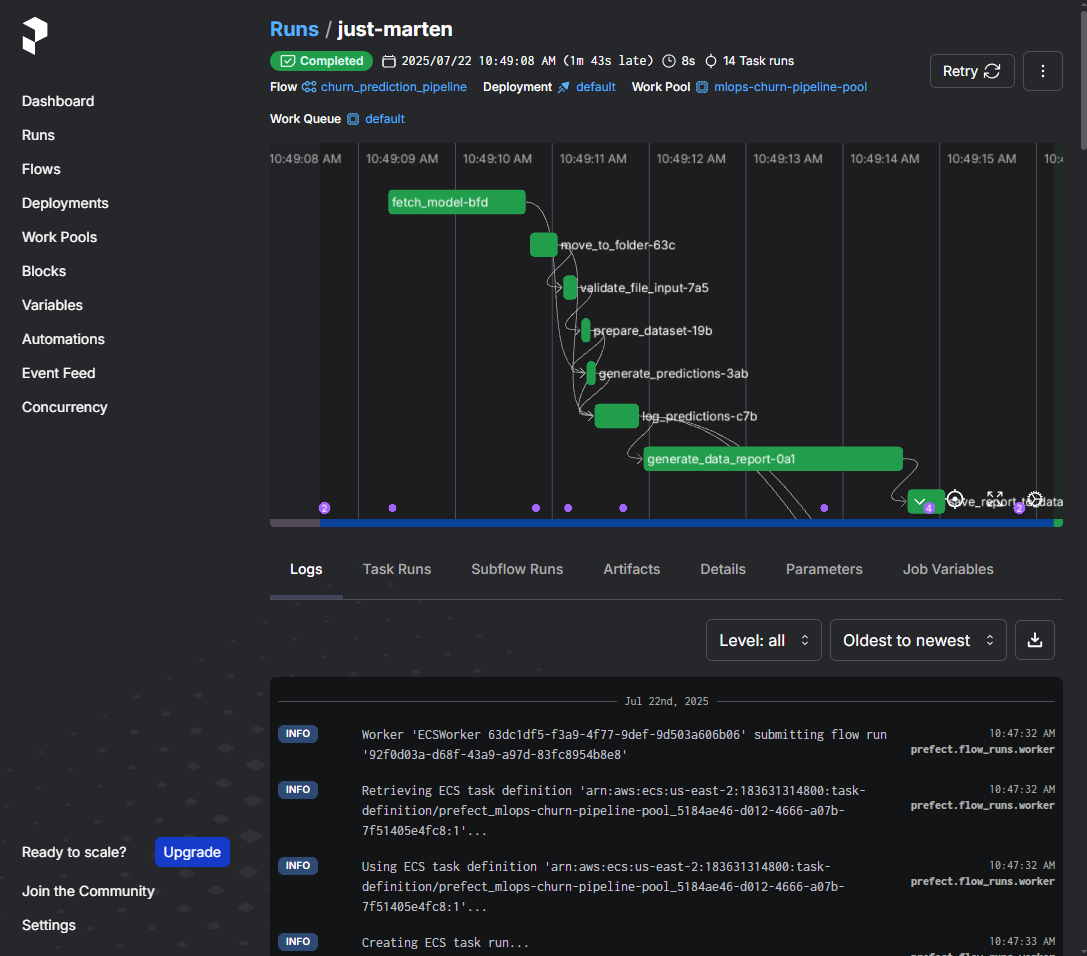 Runs / just-marten
Completed 2025/07/22 10:49:08 AM (1m 43s late) 8s 14 Task runs
Retry
Flow churn_prediction_pipeline Deployment default Work Pool mlops-churn-pipeline-pool
Work Queue default
Dashboard
Runs
Flows
Deployments
Work Pools
Blocks
Variables
Automations
Event Feed
Concurrency
10:49:08 AM 10:49:09 AM 10:49:10 AM 10:49:11 AM 10:49:12 AM 10:49:13 AM 10:49:14 AM 10:49:15 AM 10:4
fetch_model-bfd
move_to_folder-63c
validate_file_input-7a5
prepare_dataset-19b
generate_predictions-3ab
log_predictions-c7b
generate_data_report-0a1
save_report_to_data
2 4 2
Logs Task Runs Subflow Runs Artifacts Details Parameters Job Variables
Level: all Oldest to newest
Jul 22nd, 2025
INFO Worker 'ECSWorker 63dc1df5-f3a9-4f77-9def-9d503a606b06' submitting flow run 10:47:32 AM
'92f0d03a-d68f-43a9-a97d-83fc8954b8e8' prefect.flow_runs.worker
INFO Retrieving ECS task definition 'arn:aws:ecs:us-east-2:183631314800:task- 10:47:32 AM
definition/prefect_mlops-churn-pipeline-pool_5184ae46-d012-4666-a07b- prefect.flow_runs.worker
7f51405e4fc8:1'...
INFO Using ECS task definition 'arn:aws:ecs:us-east-2:183631314800:task- 10:47:32 AM
definition/prefect_mlops-churn-pipeline-pool_5184ae46-d012-4666-a07b- prefect.flow_runs.worker
7f51405e4fc8:1'...
INFO Creating ECS task run... 10:47:33 AM
prefect.flow_runs.worker
Ready to scale? Upgrade
Join the Community
Settings